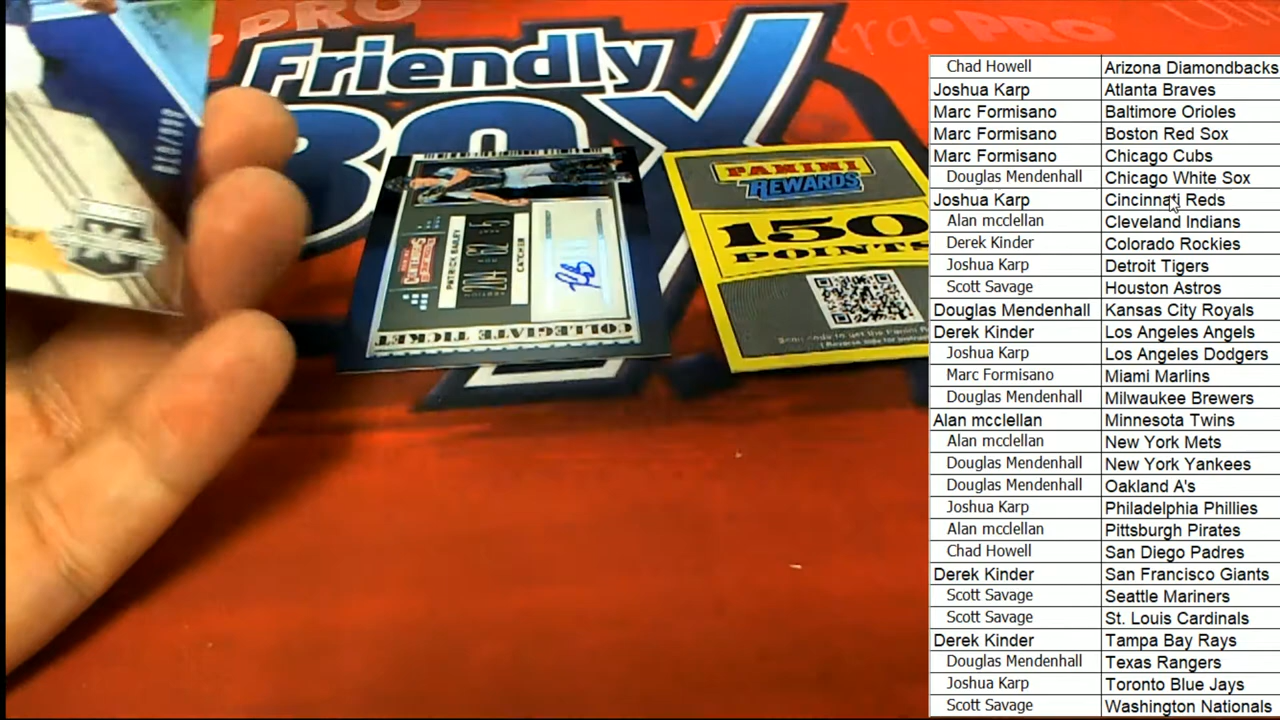 PRO
ra PRO
Friendly
BOX
PANINI
REWARDS
150
POINTS
CONTENDERS
PATRICK BAILEY
CATCHER
COLLEGIATE TICKET
Chad Howell Arizona Diamondbacks
Joshua Karp Atlanta Braves
Marc Formisano Baltimore Orioles
Marc Formisano Boston Red Sox
Marc Formisano Chicago Cubs
Douglas Mendenhall Chicago White Sox
Joshua Karp Cincinnati Reds
Alan mcclellan Cleveland Indians
Derek Kinder Colorado Rockies
Joshua Karp Detroit Tigers
Scott Savage Houston Astros
Douglas Mendenhall Kansas City Royals
Derek Kinder Los Angeles Angels
Joshua Karp Los Angeles Dodgers
Marc Formisano Miami Marlins
Douglas Mendenhall Milwaukee Brewers
Alan mcclellan Minnesota Twins
Alan mcclellan New York Mets
Douglas Mendenhall New York Yankees
Douglas Mendenhall Oakland A's
Joshua Karp Philadelphia Phillies
Alan mcclellan Pittsburgh Pirates
Chad Howell San Diego Padres
Derek Kinder San Francisco Giants
Scott Savage Seattle Mariners
Scott Savage St. Louis Cardinals
Derek Kinder Tampa Bay Rays
Douglas Mendenhall Texas Rangers
Joshua Karp Toronto Blue Jays
Scott Savage Washington Nationals